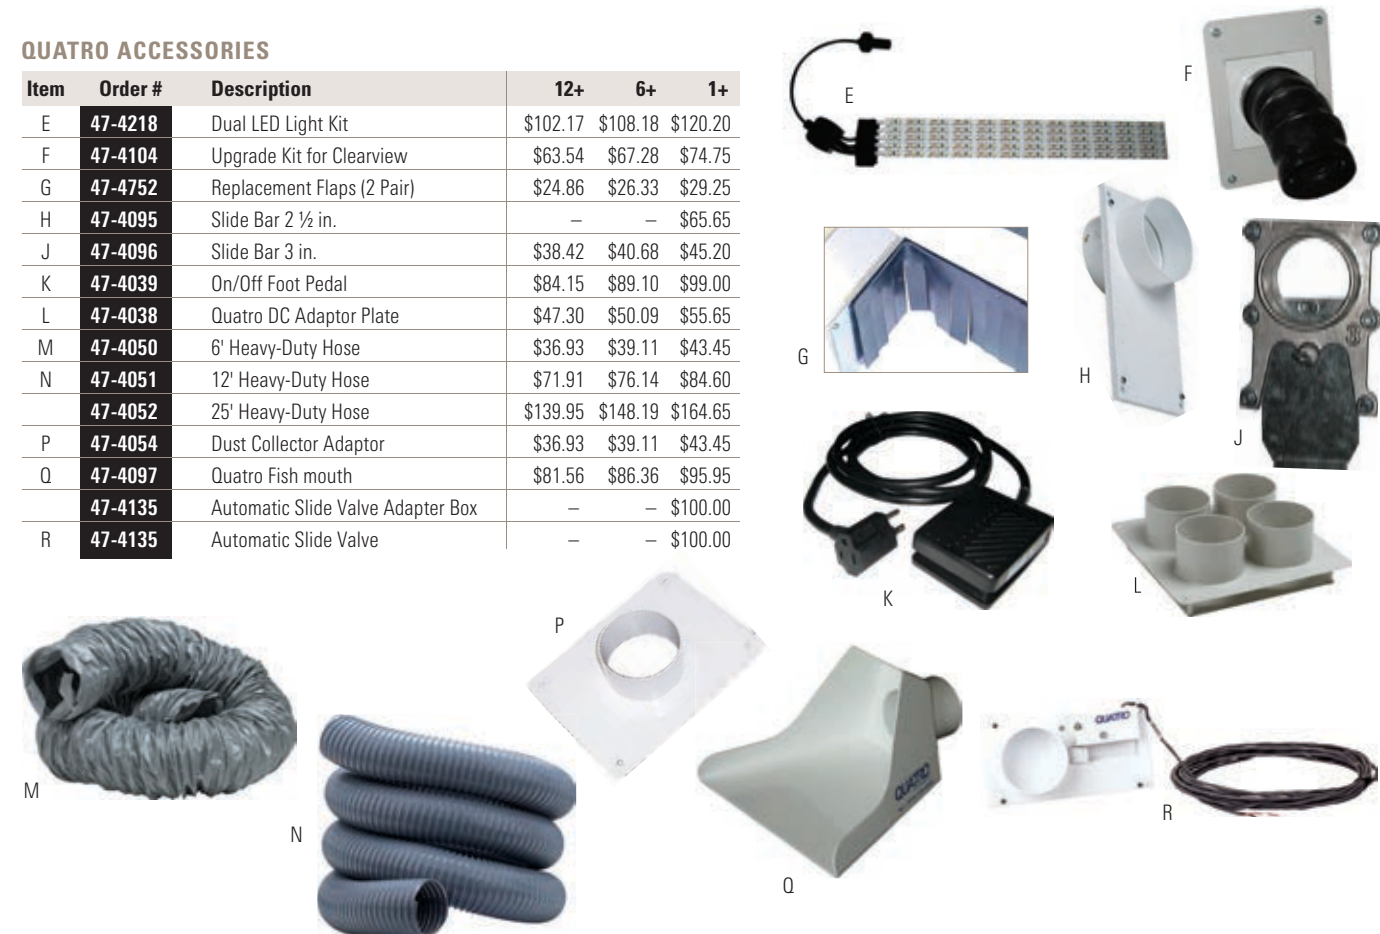 QUATRO ACCESSORIES
Item Order # Description 12+ 6+ 1+
E 47-4218 Dual LED Light Kit $102.17 $108.18 $120.20
F 47-4104 Upgrade Kit for Clearview $63.54 $67.28 $74.75
G 47-4752 Replacement Flaps (2 Pair) $24.86 $26.33 $29.25
H 47-4095 Slide Bar 2 ½ in. – – $65.65
J 47-4096 Slide Bar 3 in. $38.42 $40.68 $45.20
K 47-4039 On/Off Foot Pedal $84.15 $89.10 $99.00
L 47-4038 Quatro DC Adaptor Plate $47.30 $50.09 $55.65
M 47-4050 6' Heavy-Duty Hose $36.93 $39.11 $43.45
N 47-4051 12' Heavy-Duty Hose $71.91 $76.14 $84.60
47-4052 25' Heavy-Duty Hose $139.95 $148.19 $164.65
P 47-4054 Dust Collector Adaptor $36.93 $39.11 $43.45
Q 47-4097 Quatro Fish mouth $81.56 $86.36 $95.95
47-4135 Automatic Slide Valve Adapter Box – – $100.00
R 47-4135 Automatic Slide Valve – – $100.00
E
F
G
H
J
3
K
L
M
N
P
Q
QUATRO
R
QUATRO